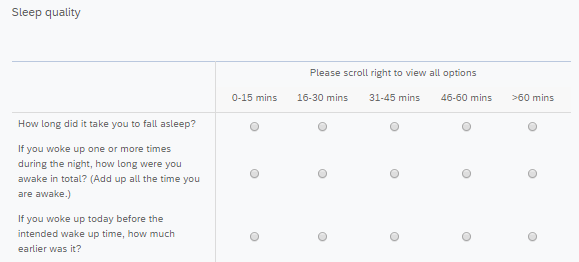 Sleep quality
Please scroll right to view all options
0-15 mins 16-30 mins 31-45 mins 46-60 mins >60 mins
How long did it take you to fall asleep?
If you woke up one or more times
during the night, how long were you
awake in total? (Add up all the time you
are awake.)
If you woke up today before the
intended wake up time, how much
earlier was it?